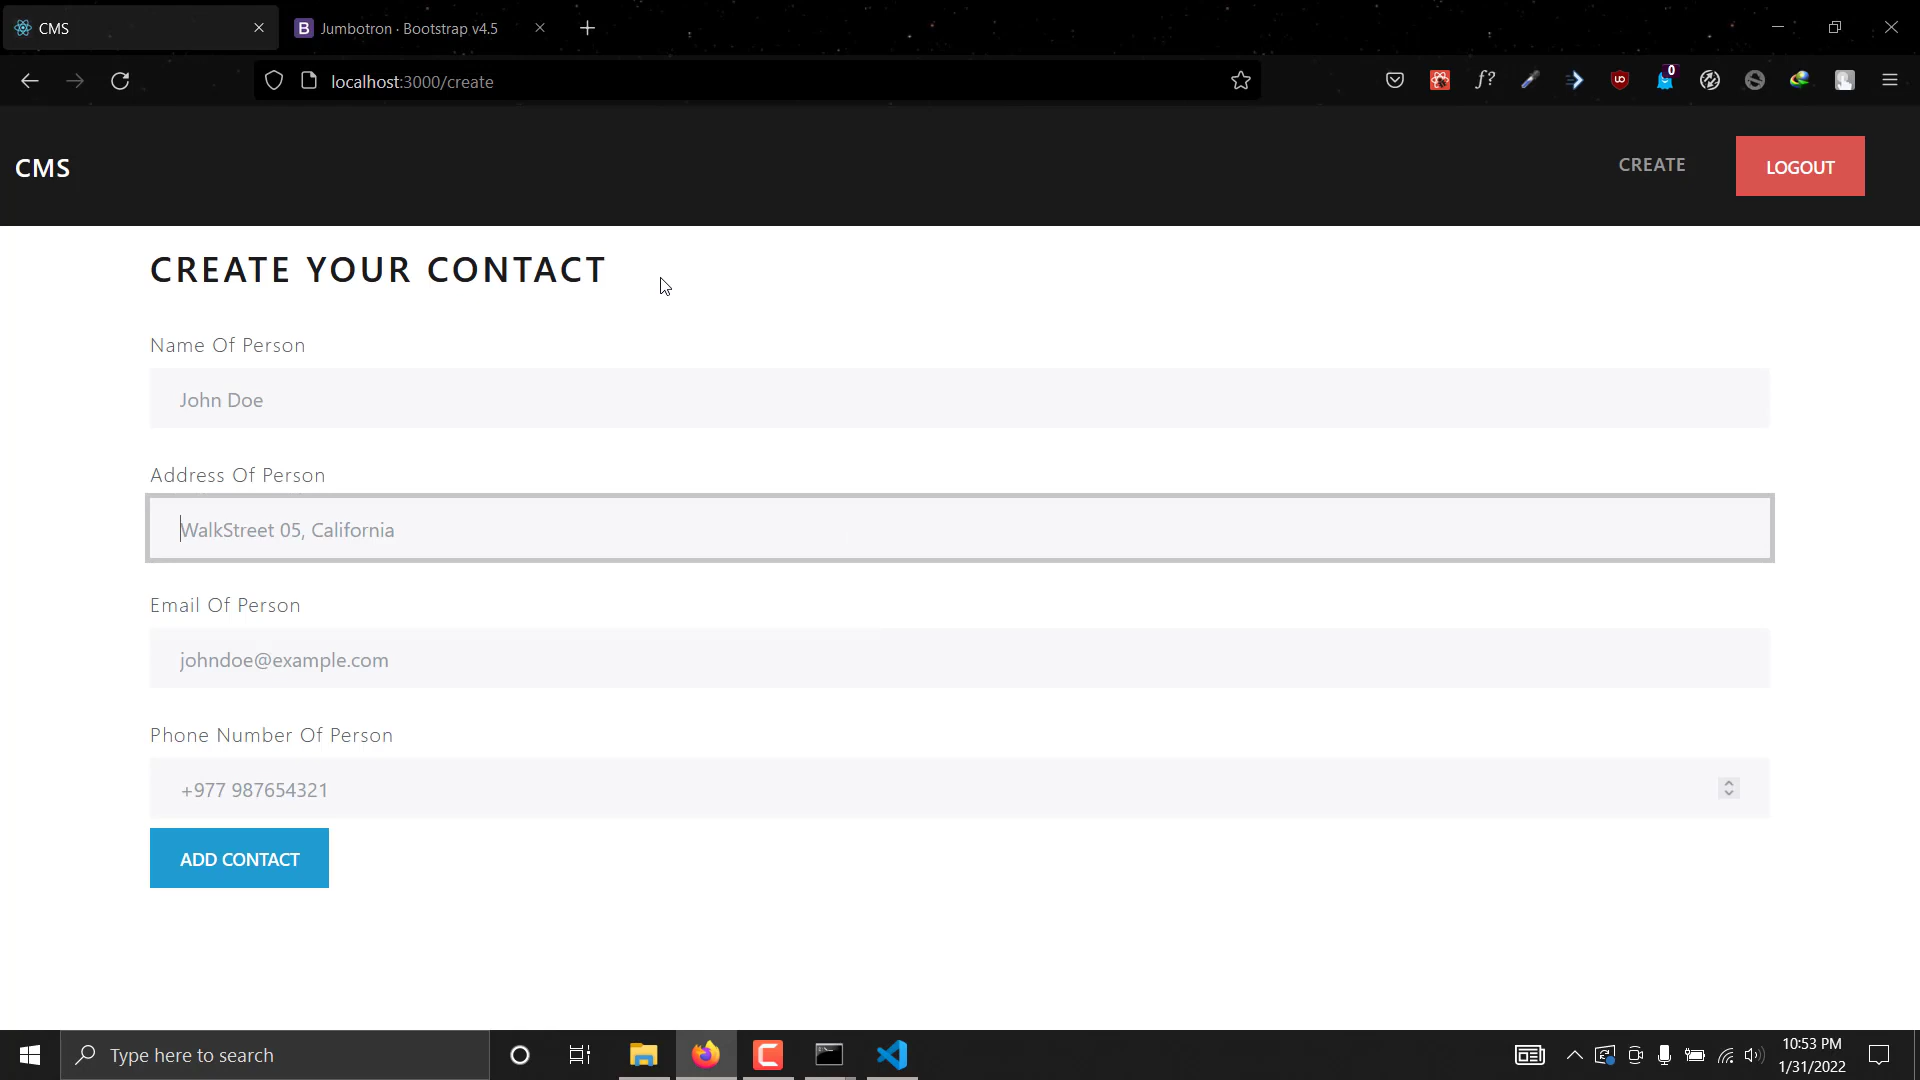 CMS
Jumbotron · Bootstrap v4.5
localhost:3000/create
0
CMS
CREATE
LOGOUT
CREATE YOUR CONTACT
Name Of Person
John Doe
Address Of Person
WalkStreet 05, California
Email Of Person
johndoe@example.com
Phone Number Of Person
+977 987654321
ADD CONTACT
Type here to search
10:53 PM
1/31/2022